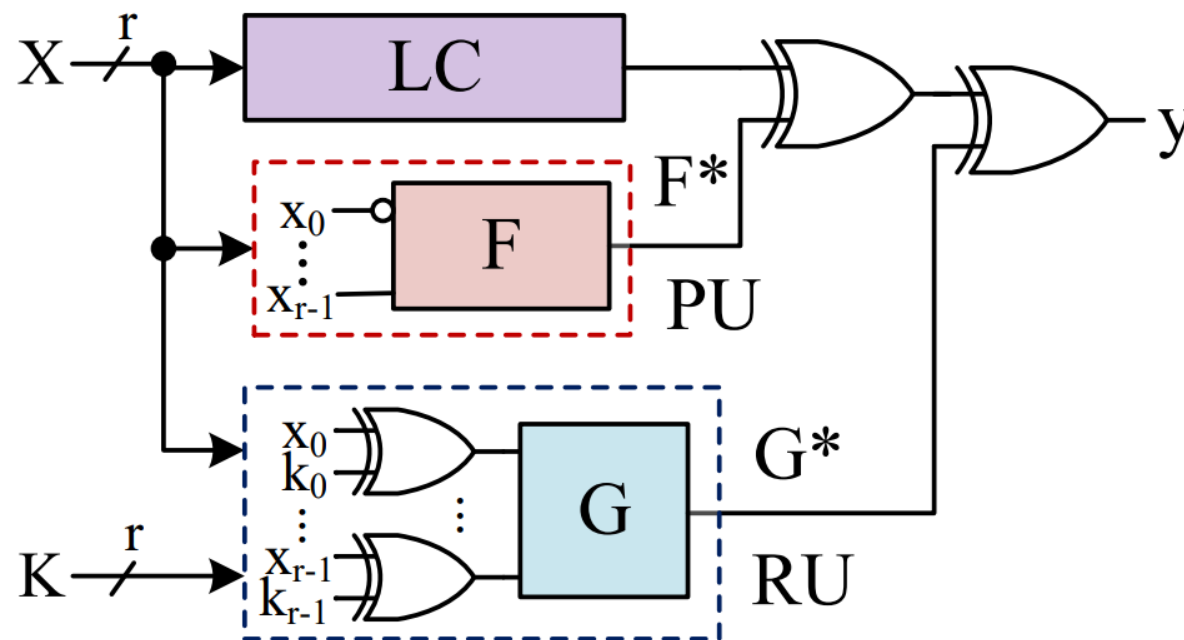 r
X
LC
y
F*
x0
F
⋮
xr-1
PU
x0
k0
G*
⋮
⋮
G
r
K
xr-1
kr-1
RU